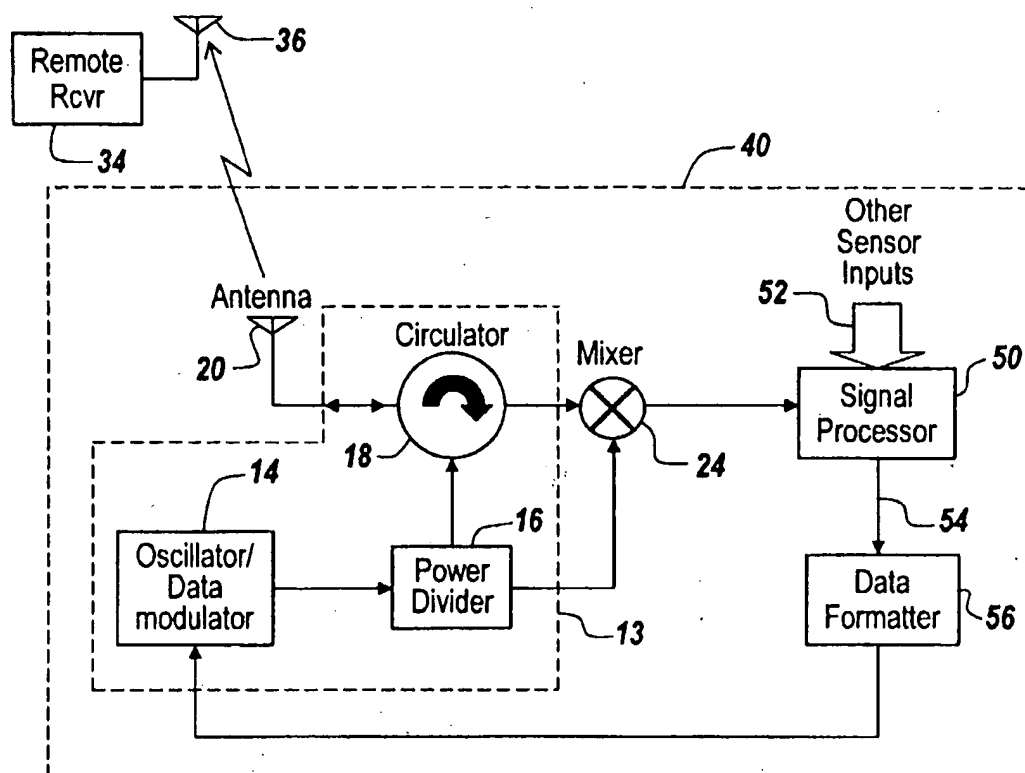 36
Remote
Rcvr
34
40
Other
Sensor
Inputs
52
Antenna
20
Circulator
18
Mixer
24
50
Signal
Processor
14
16
54
Oscillator/
Data
modulator
Power
Divider
13
Data
Formatter
56